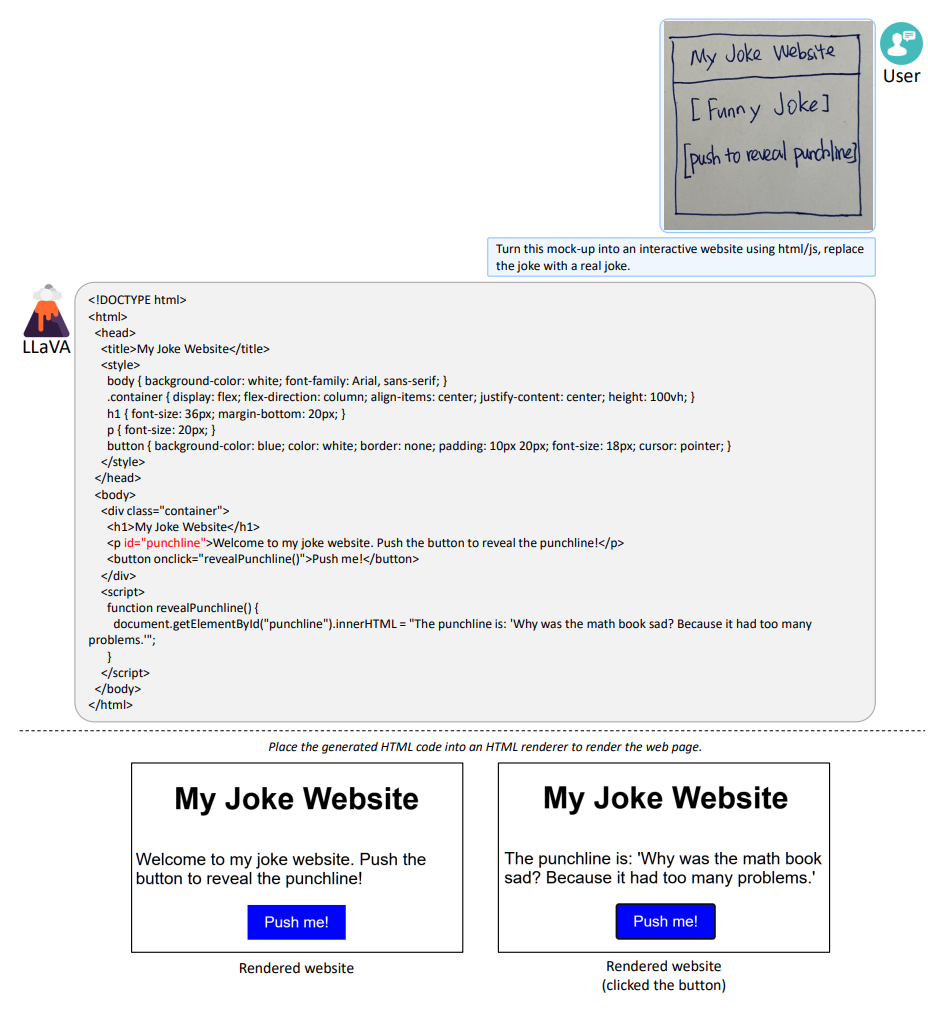 My Joke Website
[Funny Joke]
[push to reveal punchline]
User
Turn this mock-up into an interactive website using html/js, replace
the joke with a real joke.
LLaVA
<!DOCTYPE html>
<html>
<head>
<title>My Joke Website</title>
<style>
body { background-color: white; font-family: Arial, sans-serif; }
.container { display: flex; flex-direction: column; align-items: center; justify-content: center; height: 100vh; }
h1 { font-size: 36px; margin-bottom: 20px; }
p { font-size: 20px; }
button { background-color: blue; color: white; border: none; padding: 10px 20px; font-size: 18px; cursor: pointer; }
</style>
</head>
<body>
<div class="container">
<h1>My Joke Website</h1>
<p id="punchline">Welcome to my joke website. Push the button to reveal the punchline!</p>
<button onclick="revealPunchline()">Push me!</button>
</div>
<script>
function revealPunchline() {
document.getElementById("punchline").innerHTML = "The punchline is: 'Why was the math book sad? Because it had too many
problems.'";
}
</script>
</body>
</html>
Place the generated HTML code into an HTML renderer to render the web page.
My Joke Website
Welcome to my joke website. Push the
button to reveal the punchline!
Push me!
Rendered website
My Joke Website
The punchline is: 'Why was the math book
sad? Because it had too many problems.'
Push me!
Rendered website
(clicked the button)